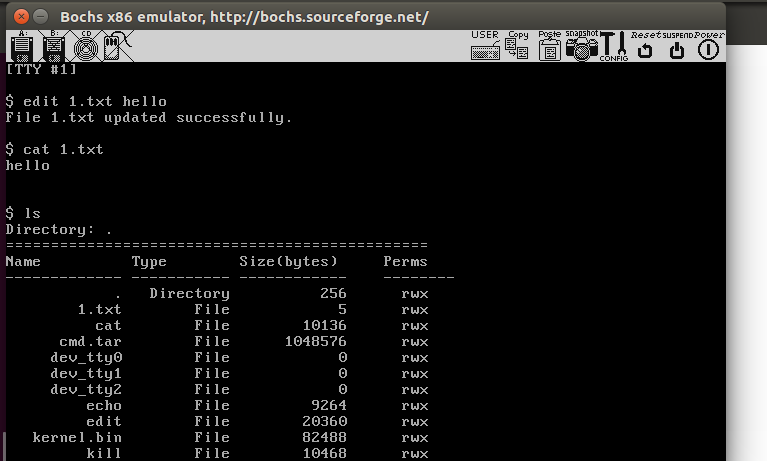 Bochs x86 emulator, http://bochs.sourceforge.net/
A: B: CD USER Copy Paste snapshot CONFIG Reset SUSPEND Power
[TTY #1]
$ edit 1.txt hello
File 1.txt updated successfully.
$ cat 1.txt
hello
$ ls
Directory: .
===============================================
Name Type Size(bytes) Perms
------------- ----------- ------------ --------
. Directory 256 rwx
1.txt File 5 rwx
cat File 10136 rwx
cmd.tar File 1048576 rwx
dev_tty0 File 0 rwx
dev_tty1 File 0 rwx
dev_tty2 File 0 rwx
echo File 9264 rwx
edit File 20360 rwx
kernel.bin File 82488 rwx
kill File 10468 rwx